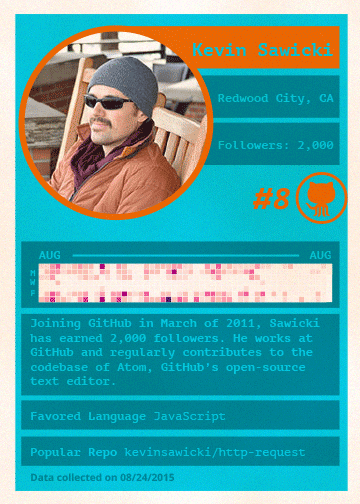 Kevin Sawicki
Redwood City, CA
Followers: 2,000
#8
AUG AUG
M
W
F
Joining GitHub in March of 2011, Sawicki
has earned 2,000 followers. He works at
GitHub and regularly contributes to the
codebase of Atom, GitHub's open-source
text editor.
Favored Language JavaScript
Popular Repo kevinsawicki/http-request
Data collected on 08/24/2015